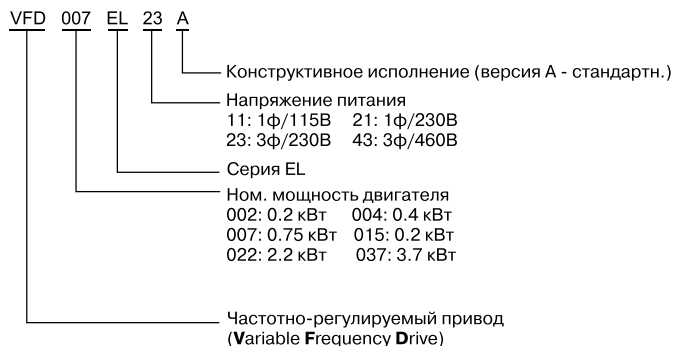 VFD 007 EL 23 A
Конструктивное исполнение (версия А - стандартн.)
Напряжение питания
11: 1ф/115В 21: 1ф/230В
23: 3ф/230В 43: 3ф/460В
Серия EL
Ном. мощность двигателя
002: 0.2 кВт 004: 0.4 кВт
007: 0.75 кВт 015: 0.2 кВт
022: 2.2 кВт 037: 3.7 кВт
Частотно-регулируемый привод
(Variable Frequency Drive)